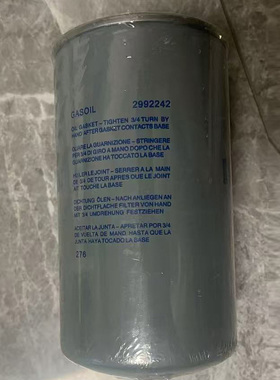 GASOIL 2992242
OIL GASKET - TIGHTEN 3/4 TURN BY
HAND AFTER GASKET CONTACTS BASE
OLIARE LA GUARNIZIONE - STRINGERE
PER 3/4 DI GIRO A MANO DOPO CHE LA
GUARNIZIONE HA TOCCATO LA BASE
HUILER LE JOINT - SERRER A LA MAIN
DE 3/4 DE TOUR APRES QUE LE JOINT
AIT TOUCHE LA BASE
DICHTUNG ÖLEN - NACH ANLIEGEN AN
DER DICHTFLACHE FILTER VON HAND
MIT 3/4 UMDREHUNG FESTZIEHEN
ACEITAR LA JUNTA - APRETAR POR 3/4
DE VUELTA DE MANO, HASTA QUE LA
JUNTA HAYA TOCADO LA BASE
276